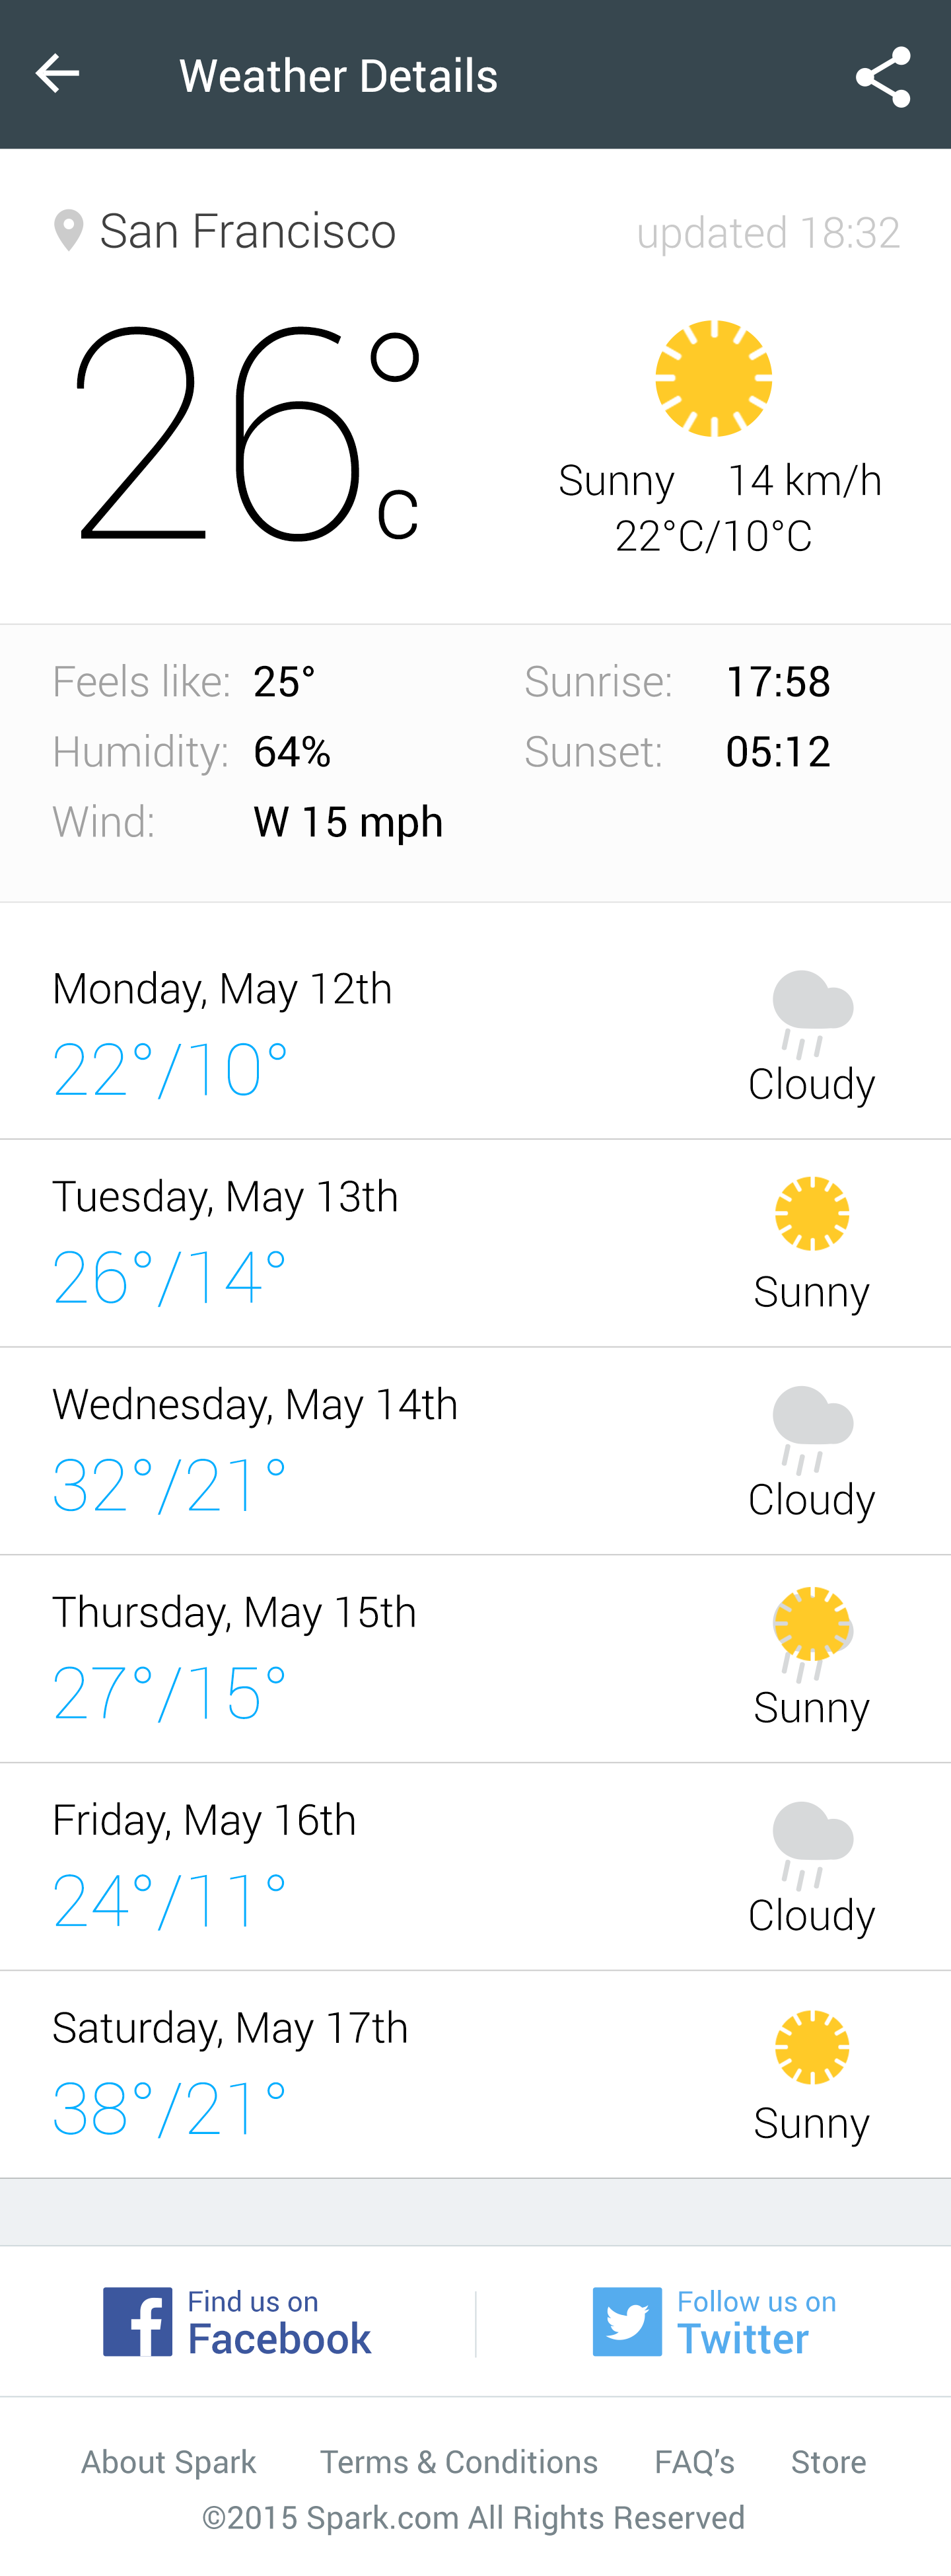 Weather Details
San Francisco updated 18:32
26°c
Sunny 14 km/h
22°C/10°C
Feels like: 25° Sunrise: 17:58
Humidity: 64% Sunset: 05:12
Wind: W 15 mph
Monday, May 12th
22°/10°
Cloudy
Tuesday, May 13th
26°/14°
Sunny
Wednesday, May 14th
32°/21°
Cloudy
Thursday, May 15th
27°/15°
Sunny
Friday, May 16th
24°/11°
Cloudy
Saturday, May 17th
38°/21°
Sunny
Find us on
Facebook
Follow us on
Twitter
About Spark Terms & Conditions FAQ’s Store
©2015 Spark.com All Rights Reserved